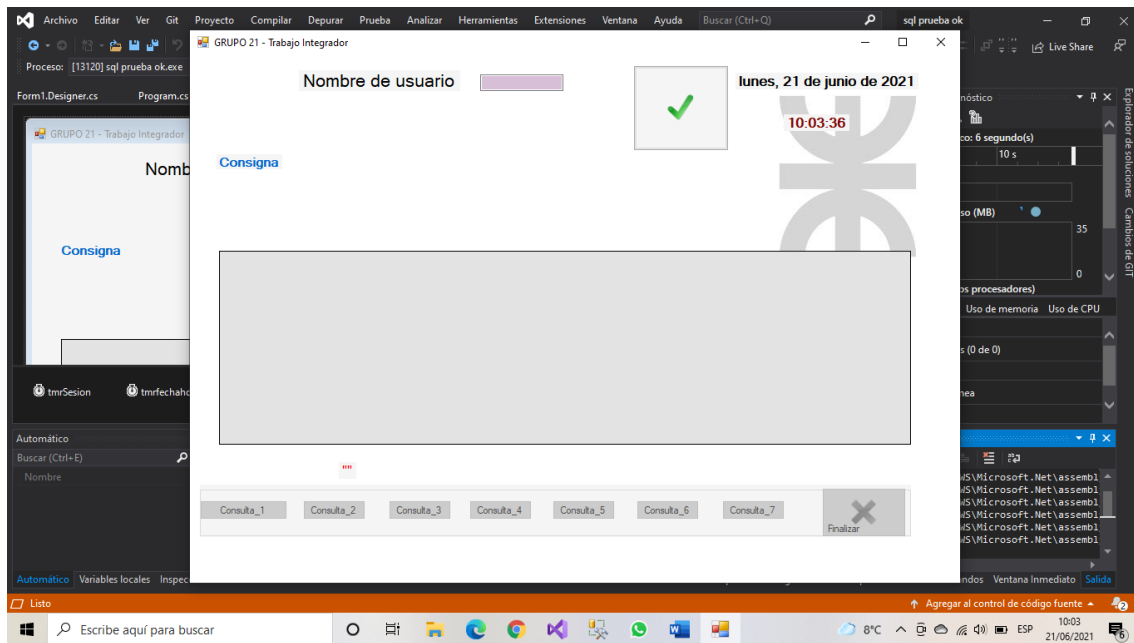 Archivo Editar Ver Git Proyecto Compilar Depurar Prueba Analizar Herramientas Extensiones Ventana Ayuda Buscar (Ctrl+Q) sql prueba ok
Live Share
Proceso: [13120] sql prueba ok.exe
Form1.Designer.cs Program.cs
GRUPO 21 - Trabajo Integrador
Nomb
Consigna
tmrSesion tmrfechaho
GRUPO 21 - Trabajo Integrador
Nombre de usuario
lunes, 21 de junio de 2021
10:03:36
Consigna
""
Consulta_1 Consulta_2 Consulta_3 Consulta_4 Consulta_5 Consulta_6 Consulta_7 Finalizar
nóstico
co: 6 segundo(s)
10 s
so (MB)
35
0
os procesadores)
Uso de memoria Uso de CPU
s (0 de 0)
nea
Explorador de soluciones Cambios de GIT
Automático
Buscar (Ctrl+E)
Nombre
Automático Variables locales Inspec
WS\Microsoft.Net\assembl
WS\Microsoft.Net\assembl
WS\Microsoft.Net\assembl
WS\Microsoft.Net\assembl
WS\Microsoft.Net\assembl
WS\Microsoft.Net\assembl
ndos Ventana Inmediato Salida
Listo
Agregar al control de código fuente
2
Escribe aquí para buscar
8°C ESP 10:03
21/06/2021
6